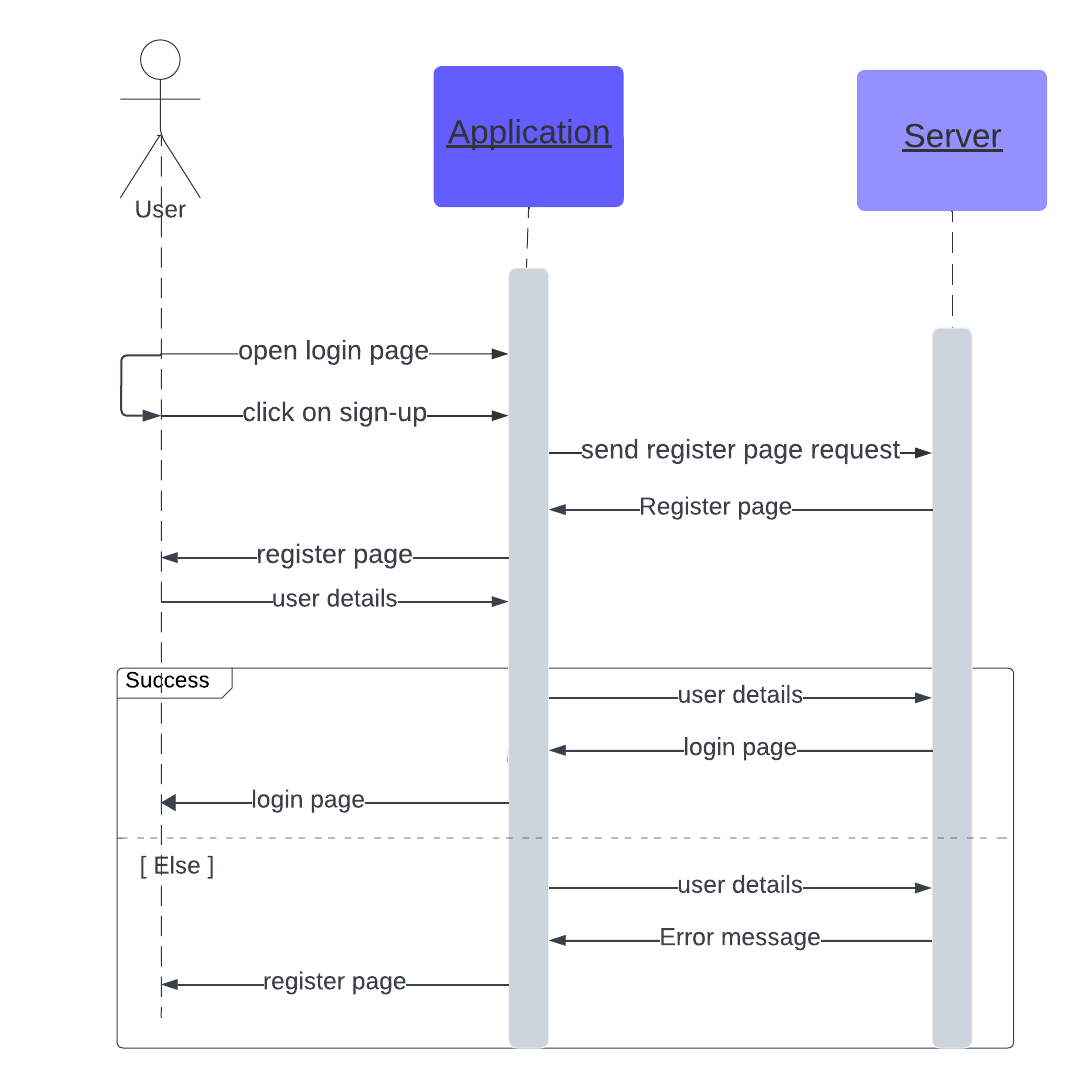 Application
Server
User
open login page
click on sign-up
send register page request
Register page
register page
user details
Success
user details
login page
login page
[ Else ]
user details
Error message
register page